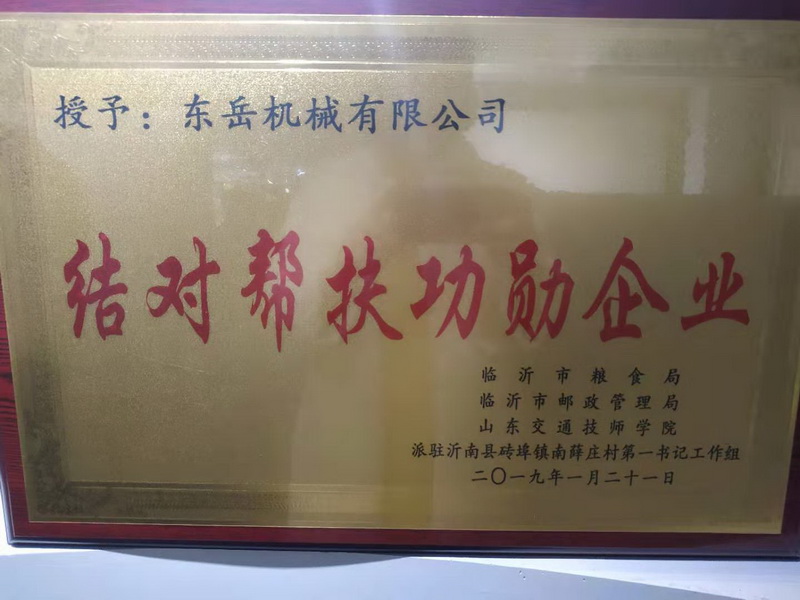 授予：东岳机械有限公司
结对帮扶功勋企业
临沂市粮食局
临沂市邮政管理局
山东交通技师学院
派驻沂南县砖埠镇南薛庄村第一书记工作组
二〇一九年一月二十一日